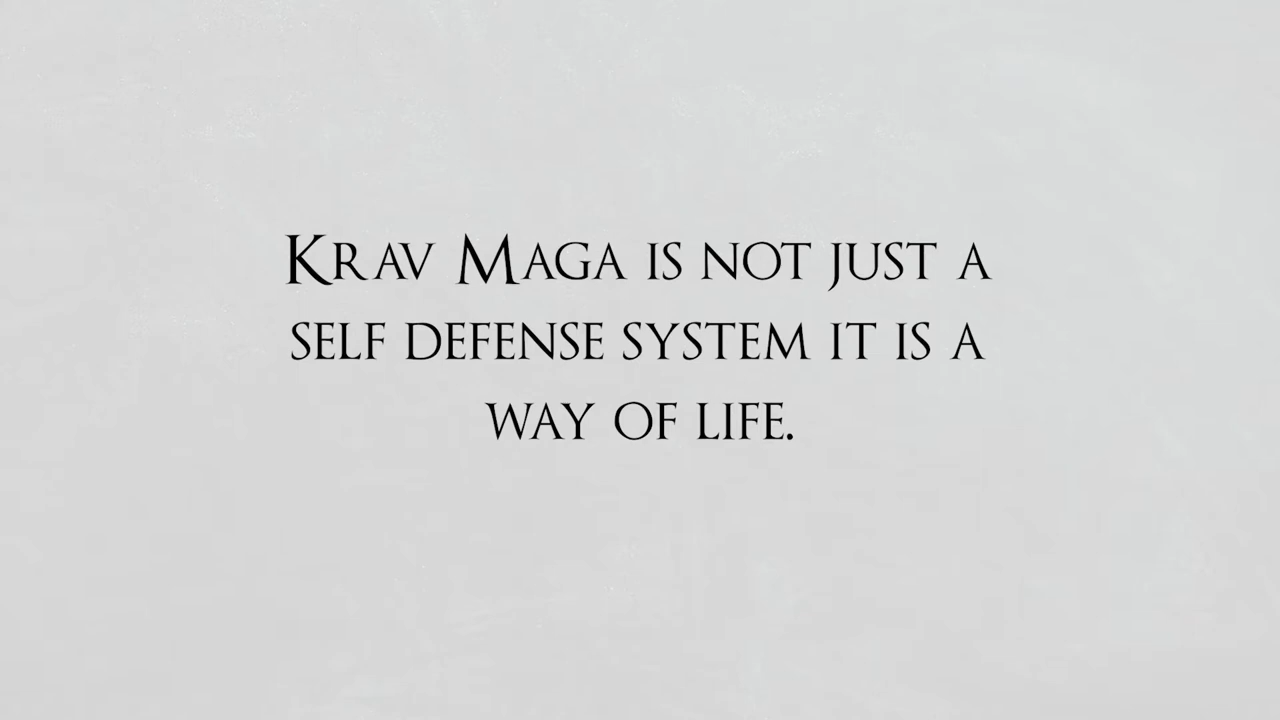 Krav Maga is not just a
self defense system it is a
way of life.